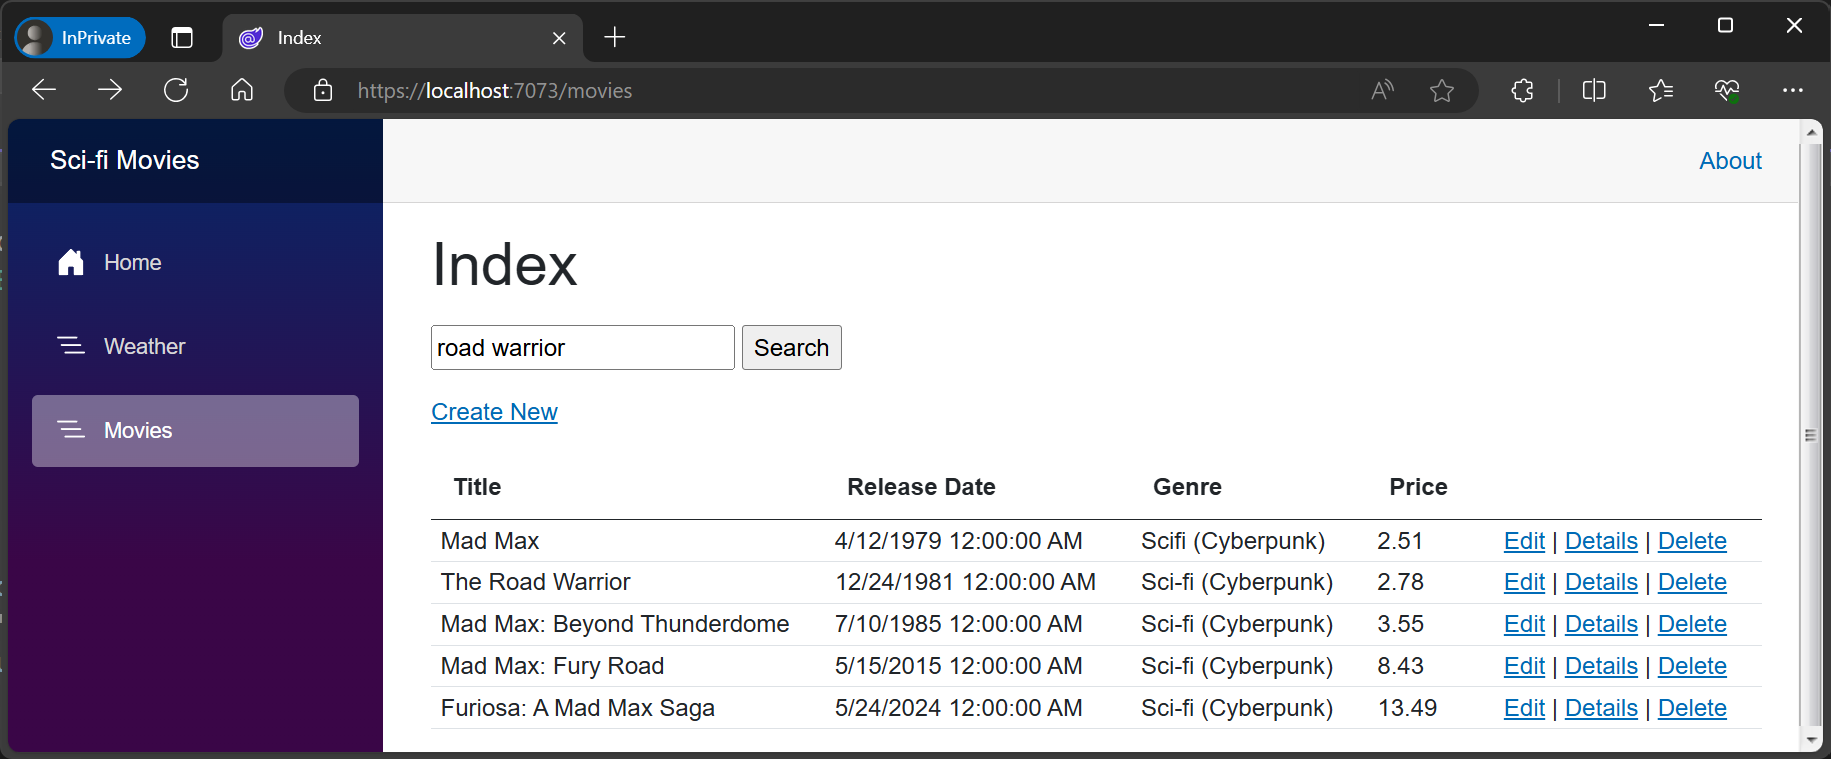 InPrivate
Index
https://localhost:7073/movies
Sci-fi Movies
About
Home
Weather
Movies
Index
road warrior Search
Create New
Title Release Date Genre Price
Mad Max 4/12/1979 12:00:00 AM Scifi (Cyberpunk) 2.51 Edit | Details | Delete
The Road Warrior 12/24/1981 12:00:00 AM Sci-fi (Cyberpunk) 2.78 Edit | Details | Delete
Mad Max: Beyond Thunderdome 7/10/1985 12:00:00 AM Sci-fi (Cyberpunk) 3.55 Edit | Details | Delete
Mad Max: Fury Road 5/15/2015 12:00:00 AM Sci-fi (Cyberpunk) 8.43 Edit | Details | Delete
Furiosa: A Mad Max Saga 5/24/2024 12:00:00 AM Sci-fi (Cyberpunk) 13.49 Edit | Details | Delete